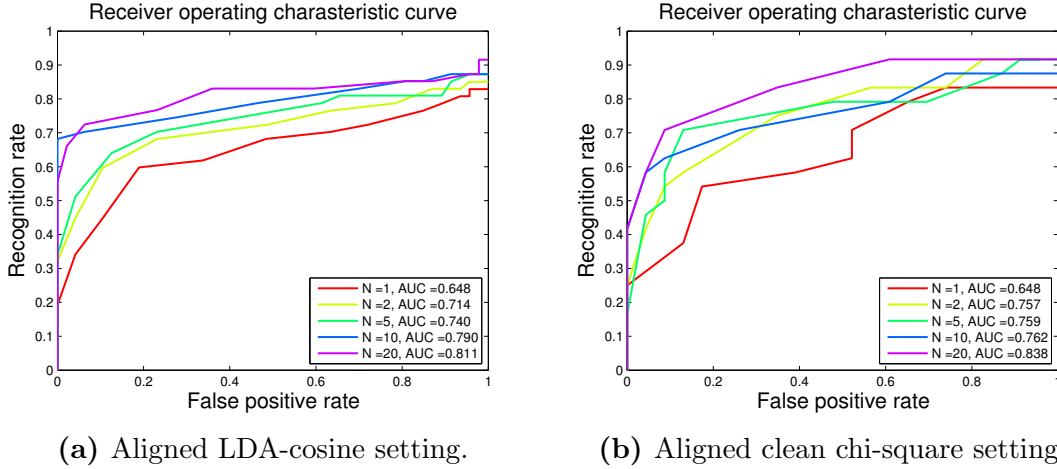 Receiver operating charasteristic curve
1
0.9
0.8
0.7
0.6
0.5
0.4
0.3
0.2
0.1
0
Recognition rate
0 0.2 0.4 0.6 0.8 1
False positive rate
N =1, AUC =0.648
N =2, AUC =0.714
N =5, AUC =0.740
N =10, AUC =0.790
N =20, AUC =0.811
(a) Aligned LDA-cosine setting.
Receiver operating charasteristic curve
1
0.9
0.8
0.7
0.6
0.5
0.4
0.3
0.2
0.1
0
Recognition rate
0 0.2 0.4 0.6 0.8 1
False positive rate
N =1, AUC =0.648
N =2, AUC =0.757
N =5, AUC =0.759
N =10, AUC =0.762
N =20, AUC =0.838
(b) Aligned clean chi-square setting